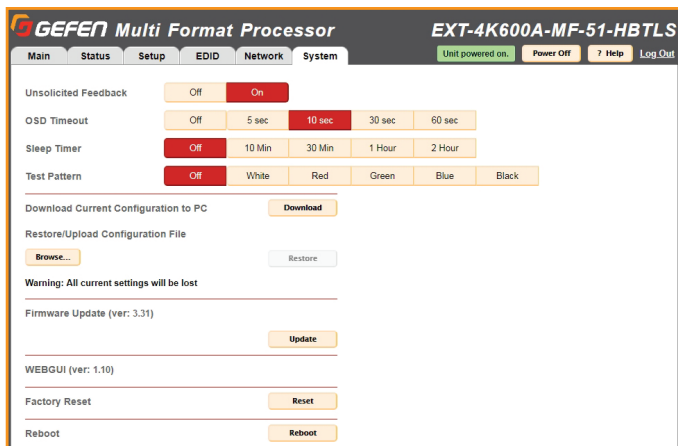 GEFEN Multi Format Processor EXT-4K600A-MF-51-HBTLS
Main Status Setup EDID Network System Unit powered on. Power Off ? Help Log Out
Unsolicited Feedback Off On
OSD Timeout Off 5 sec 10 sec 30 sec 60 sec
Sleep Timer Off 10 Min 30 Min 1 Hour 2 Hour
Test Pattern Off White Red Green Blue Black
Download Current Configuration to PC Download
Restore/Upload Configuration File
Browse... Restore
Warning: All current settings will be lost
Firmware Update (ver: 3.31)
Update
WEBGUI (ver: 1.10)
Factory Reset Reset
Reboot Reboot